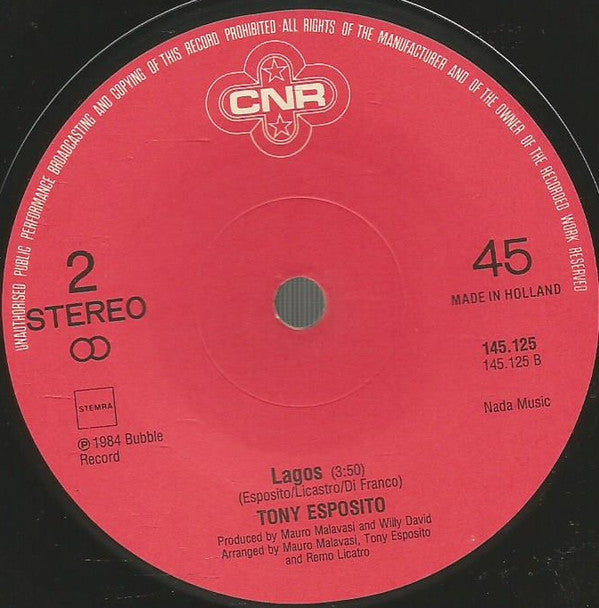 UNAUTHORISED PUBLIC PERFORMANCE BROADCASTING AND COPYING OF THIS RECORD PROHIBITED·ALL RIGHTS OF THE MANUFACTURER AND OF THE OWNER OF THE RECORDED WORK RESERVED
CNR
2
STEREO
45
MADE IN HOLLAND
145.125
145.125 B
STEMRA
Nada Music
℗ 1984 Bubble
Record
Lagos (3:50)
(Esposito/Licastro/Di Franco)
TONY ESPOSITO
Produced by Mauro Malavasi and Willy David
Arranged by Mauro Malavasi, Tony Esposito
and Remo Licatro